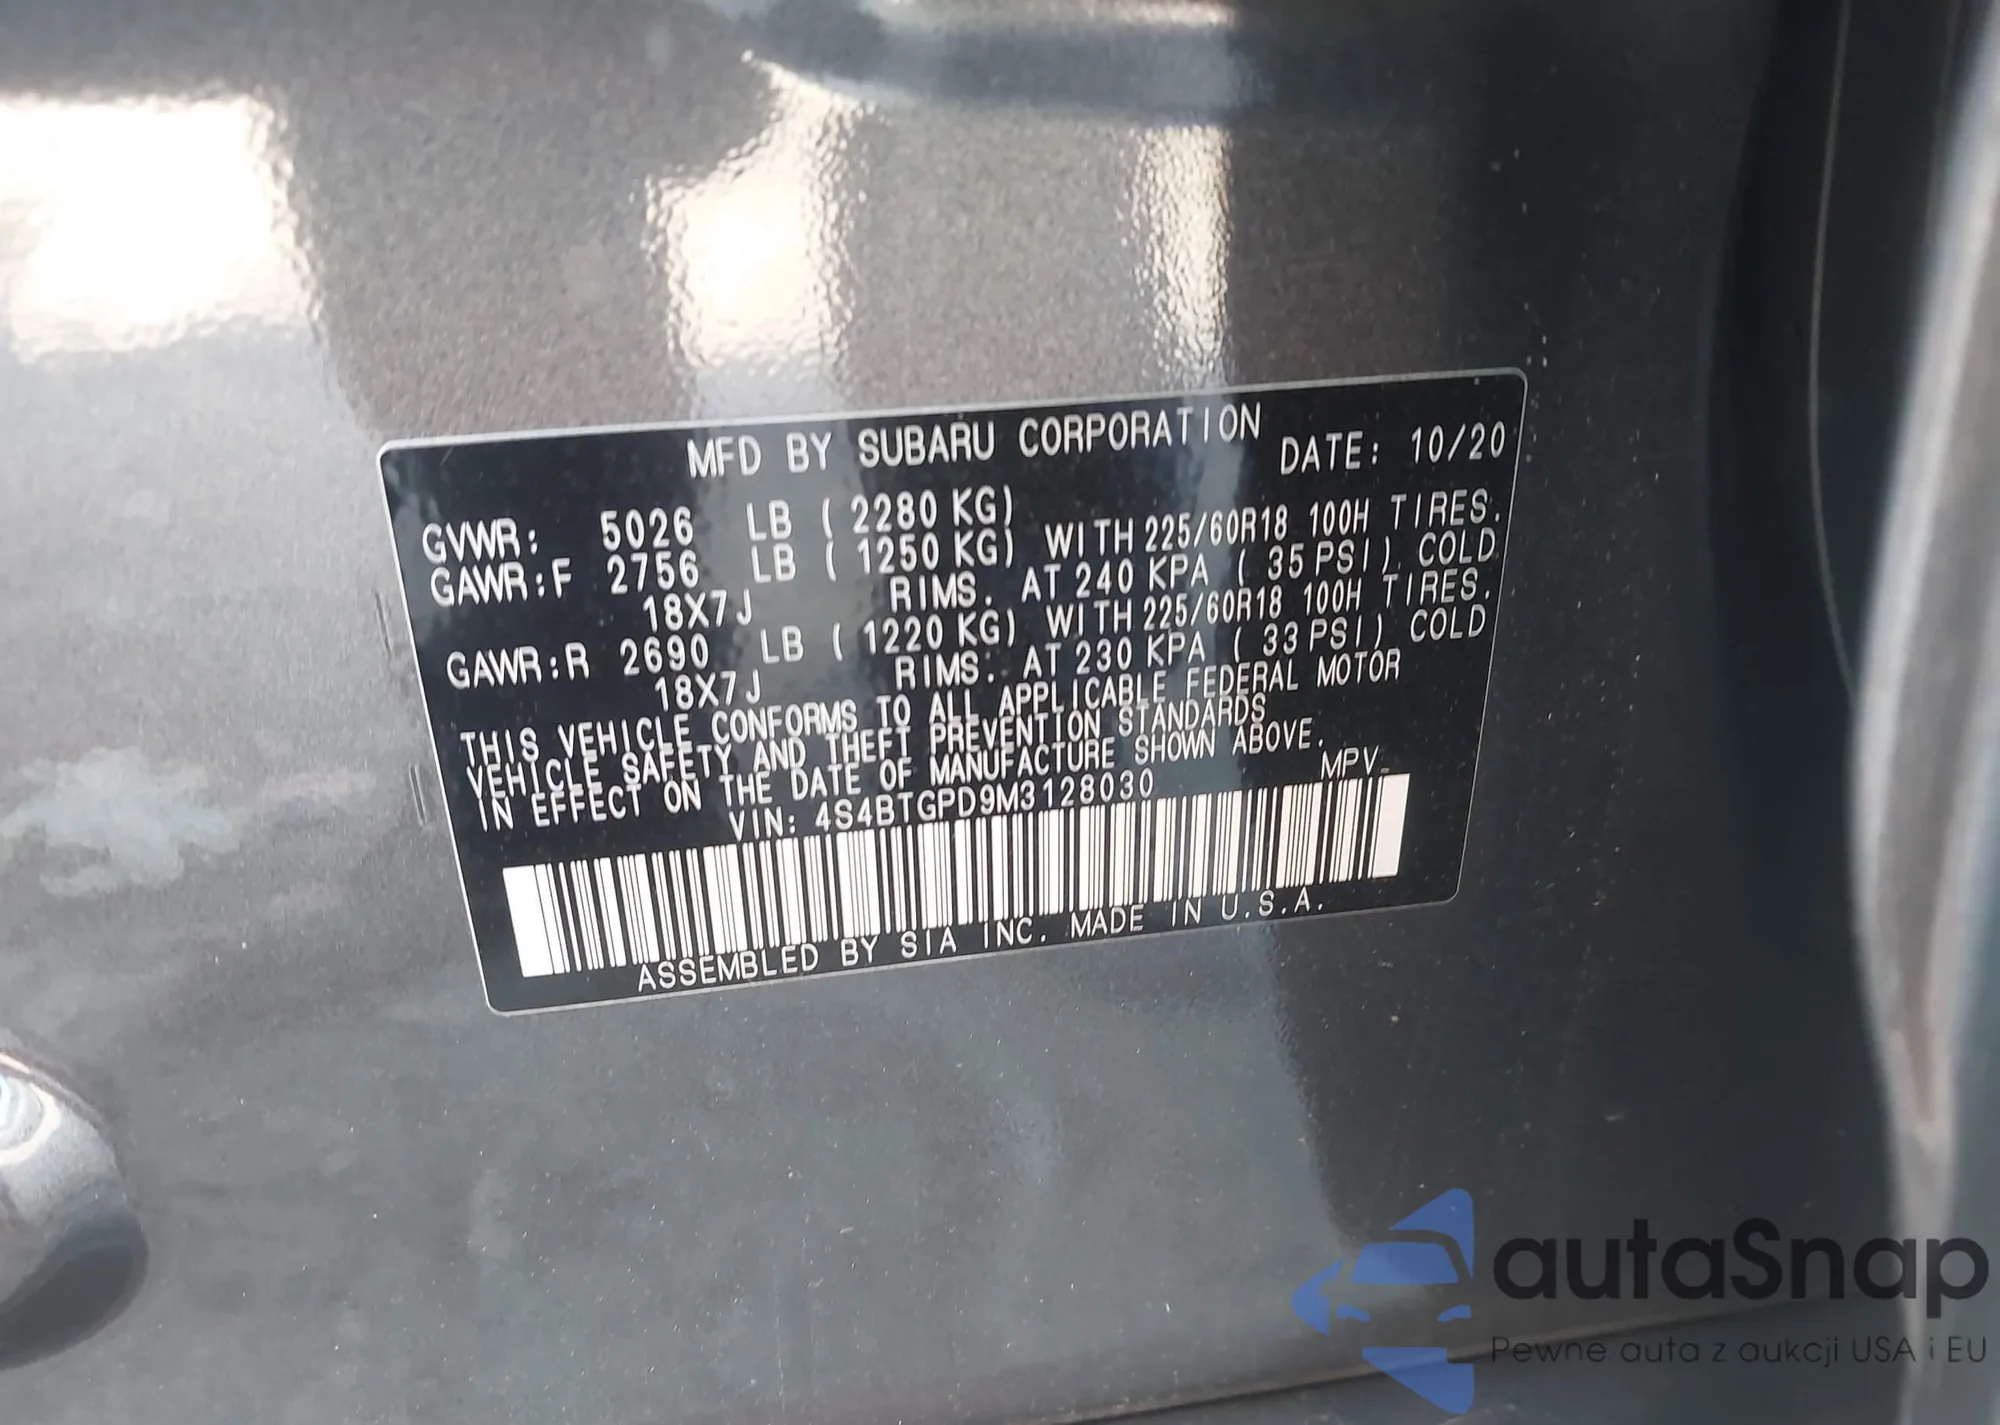 MFD BY SUBARU CORPORATION DATE: 10/20
GVWR: 5026 LB ( 2280 KG)
GAWR:F 2756 LB ( 1250 KG) WITH 225/60R18 100H TIRES.
18X7J RIMS. AT 240 KPA ( 35 PSI) COLD
GAWR:R 2690 LB ( 1220 KG) WITH 225/60R18 100H TIRES.
18X7J RIMS. AT 230 KPA ( 33 PSI) COLD
THIS VEHICLE CONFORMS TO ALL APPLICABLE FEDERAL MOTOR
VEHICLE SAFETY AND THEFT PREVENTION STANDARDS
IN EFFECT ON THE DATE OF MANUFACTURE SHOWN ABOVE.
VIN: 4S4BTGPD9M3128030 MPV
ASSEMBLED BY SIA INC. MADE IN U.S.A.
autaSnap
Pewne auta z aukcji USA i EU